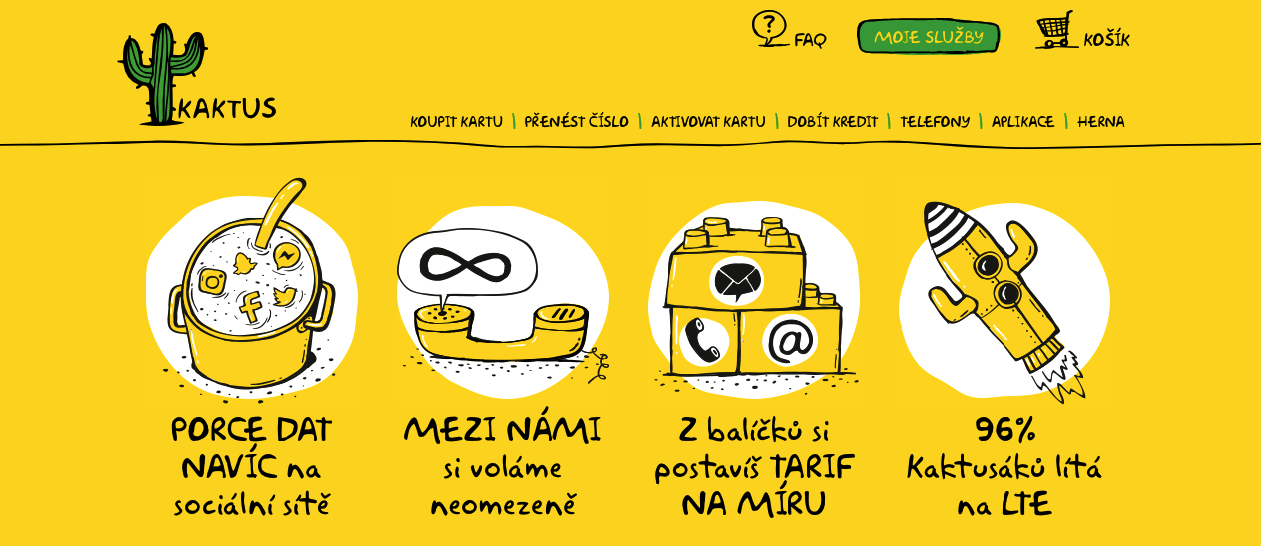 FAQ
MOJE SLUŽBY
KOŠÍK
KAKTUS
KOUPIT KARTU | PŘENÉST ČÍSLO | AKTIVOVAT KARTU | DOBÍT KREDIT | TELEFONY | APLIKACE | HERNA
PORCE DAT
NAVÍC na
sociální sítě
MEZI NÁMI
si voláme
neomezeně
Z balíčků si
postavíš TARIF
NA MÍRU
96%
Kaktusáků lítá
na LTE